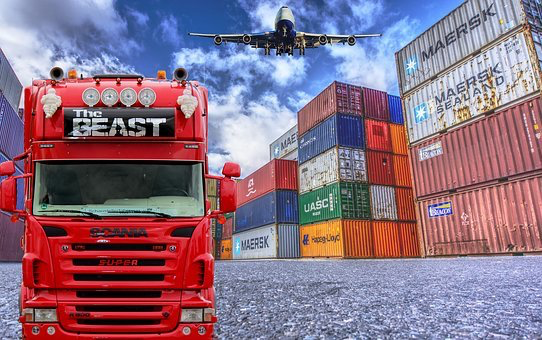 The
BEAST
SCANIA
SUPER
MAERSK
MAERSK
SEALAND
UASC
MAERSK
Hapag-Lloyd